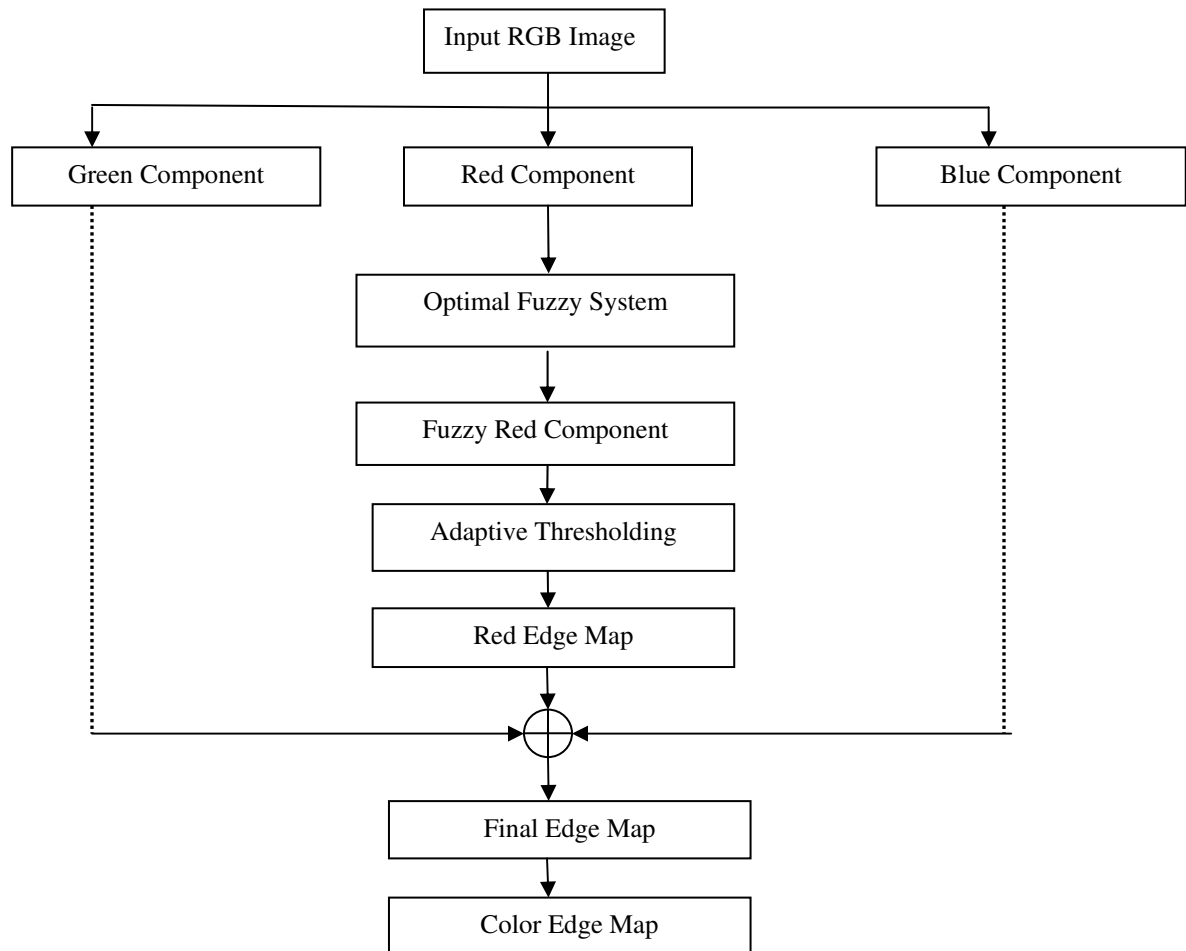 Input RGB Image
Green Component
Red Component
Blue Component
Optimal Fuzzy System
Fuzzy Red Component
Adaptive Thresholding
Red Edge Map
Final Edge Map
Color Edge Map